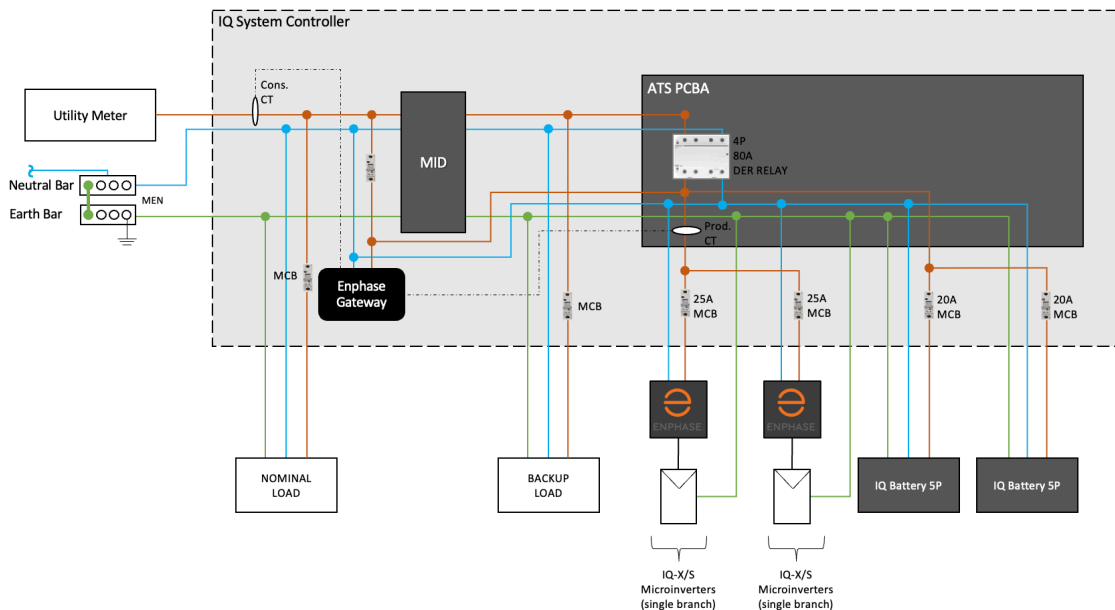 IQ System Controller
Cons.
CT
Utility Meter
MID
ATS PCBA
4P
80A
DER RELAY
Neutral Bar
MEN
Earth Bar
Prod.
CT
MCB
Enphase
Gateway
MCB
25A
MCB
25A
MCB
20A
MCB
20A
MCB
ENPHASE
ENPHASE
NOMINAL
LOAD
BACKUP
LOAD
IQ Battery 5P
IQ Battery 5P
IQ-X/S
Microinverters
(single branch)
IQ-X/S
Microinverters
(single branch)